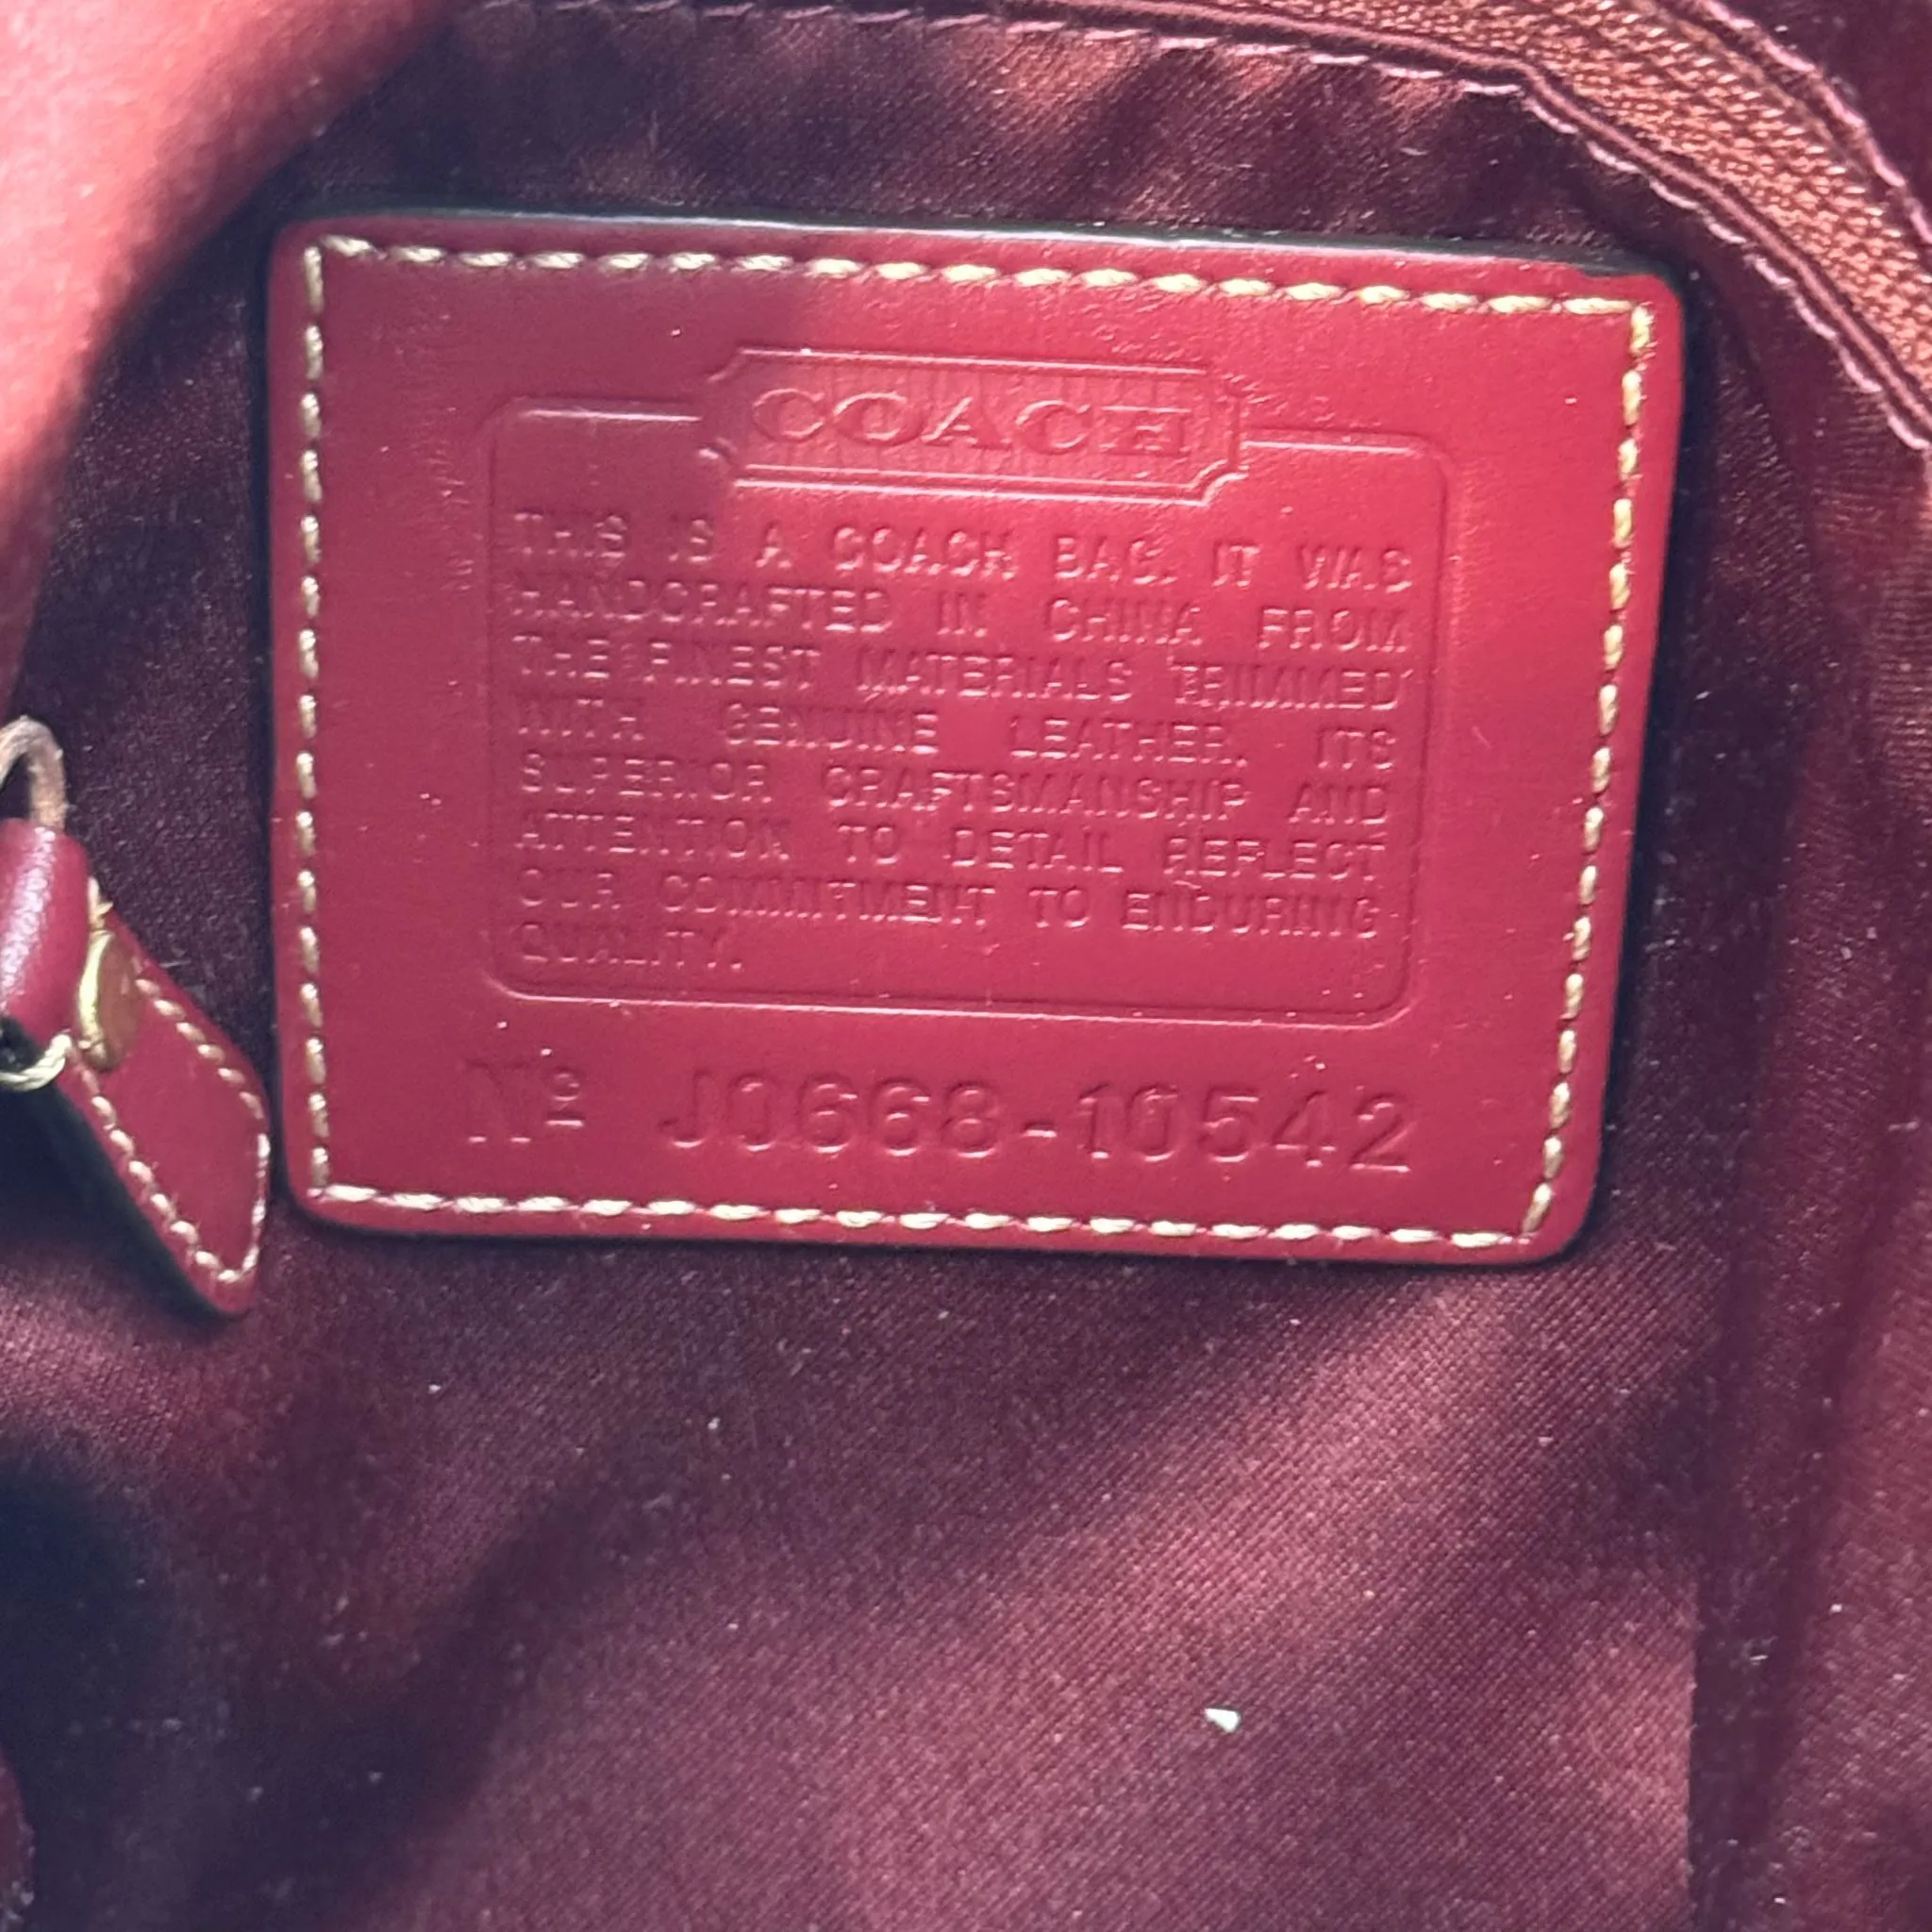 COACH
THIS IS A COACH BAG. IT WAS
HANDCRAFTED IN CHINA FROM
THE FINEST MATERIALS TRIMMED
WITH GENUINE LEATHER. ITS
SUPERIOR CRAFTSMANSHIP AND
ATTENTION TO DETAIL REFLECT
OUR COMMITMENT TO ENDURING
QUALITY.
Nº J0668-10542